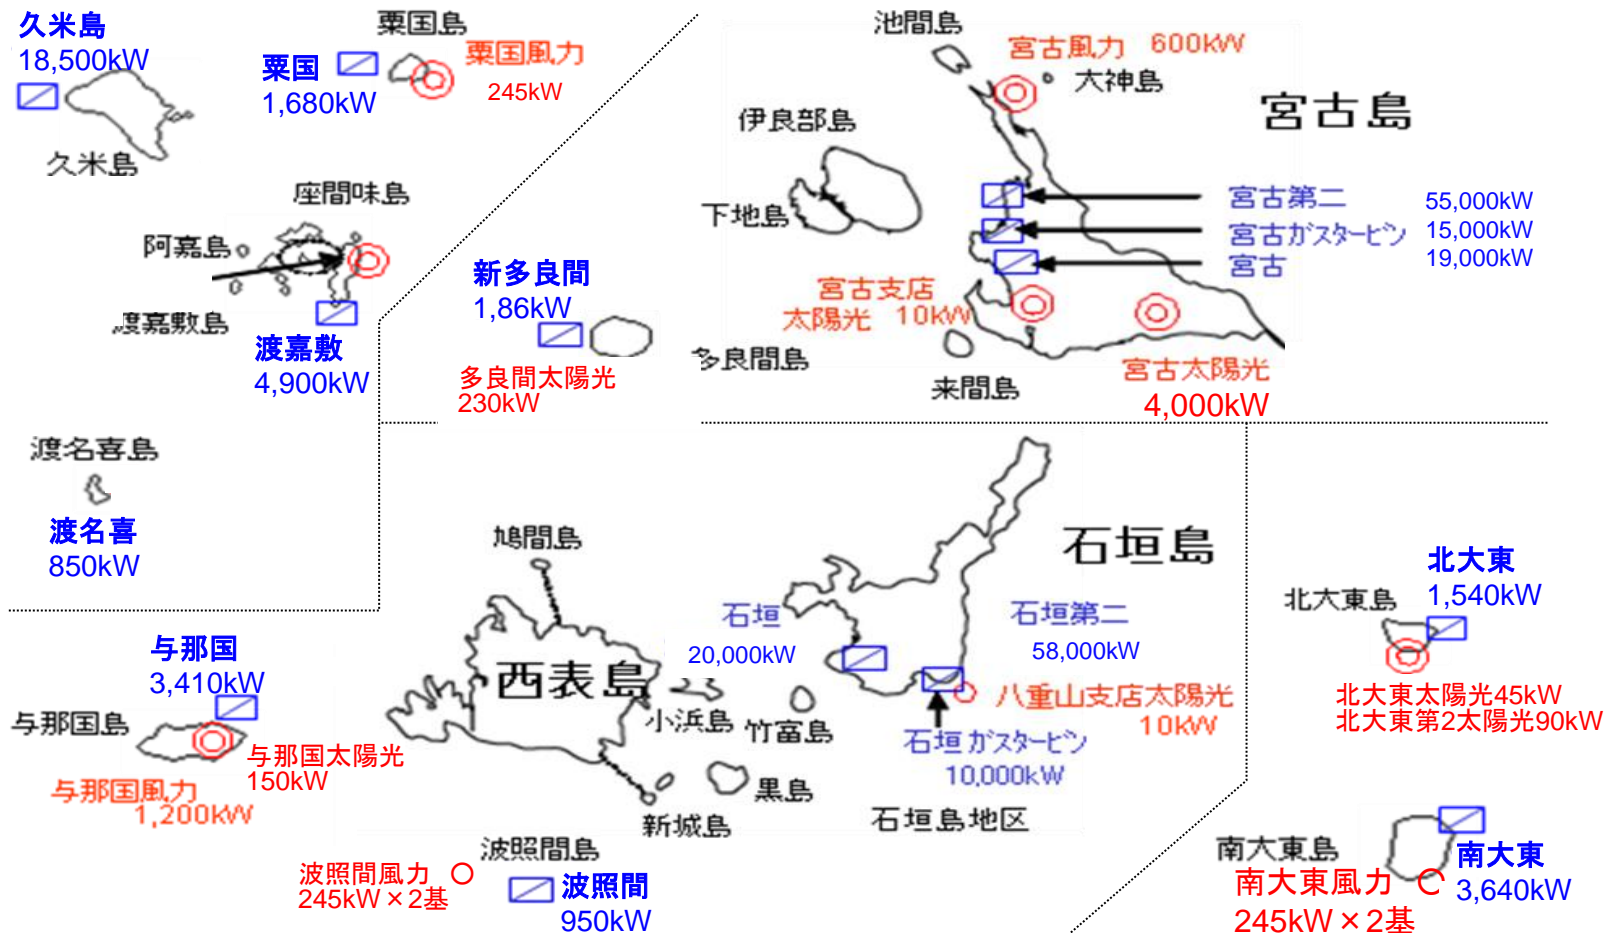 久米島
18,500kW
久米島
粟国島
粟国
1,680kW
粟国風力
245kW
座間味島
阿嘉島
渡嘉敷島
渡嘉敷
4,900kW
渡名喜島
渡名喜
850kW
新多良間
1,86kW
多良間太陽光
230kW
多良間島
池間島
宮古風力 600kW
大神島
宮古島
伊良部島
下地島
宮古第二 55,000kW
宮古ガスタービン 15,000kW
宮古 19,000kW
宮古支店
太陽光 10kW
来間島
宮古太陽光
4,000kW
与那国
3,410kW
与那国島
与那国太陽光
150kW
与那国風力
1,200kW
鳩間島
西表島
小浜島
竹富島
黒島
新城島
波照間島
波照間風力
245kW×2基
波照間
950kW
石垣島
石垣
20,000kW
石垣第二
58,000kW
八重山支店太陽光
10kW
石垣ガスタービン
10,000kW
石垣島地区
北大東
1,540kW
北大東島
北大東太陽光45kW
北大東第2太陽光90kW
南大東島
南大東
3,640kW
南大東風力
245kW×2基